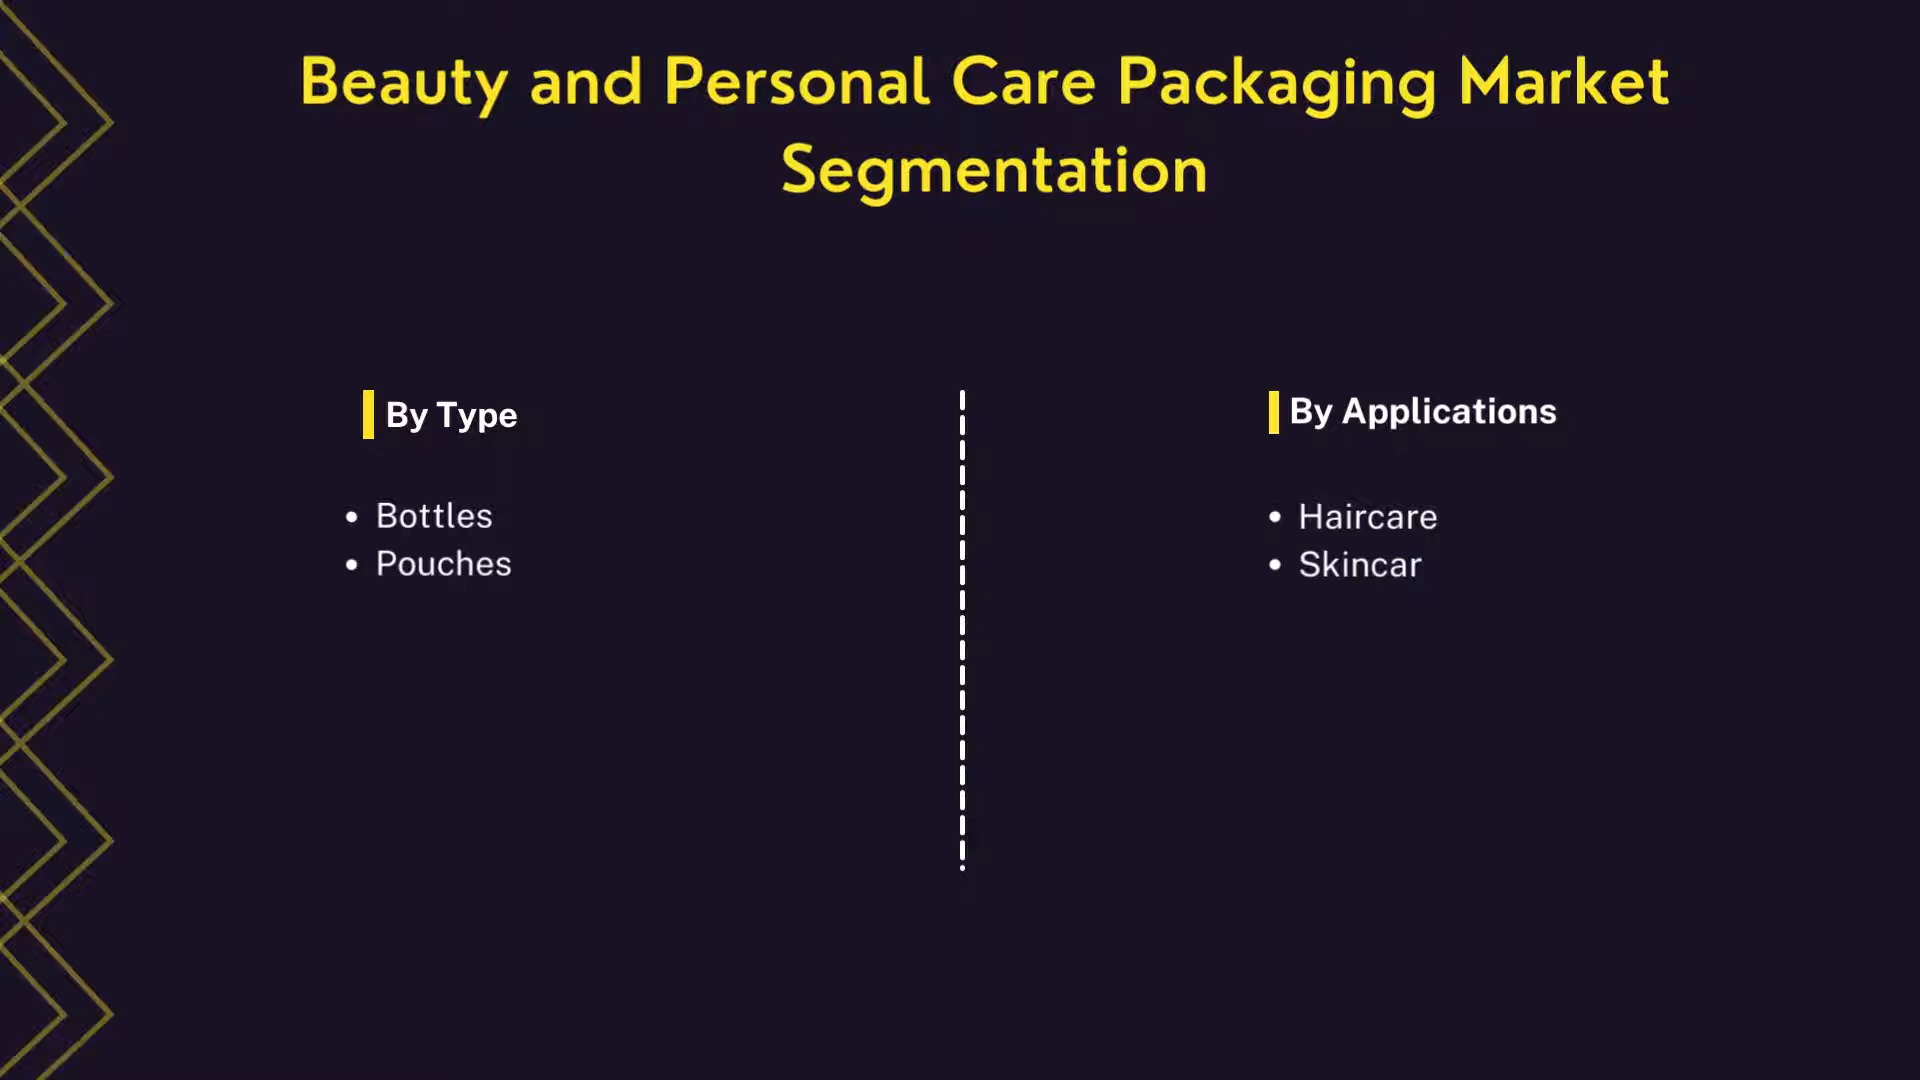 Beauty and Personal Care Packaging Market
Segmentation
By Type
Bottles
Pouches
By Applications
Haircare
Skincar